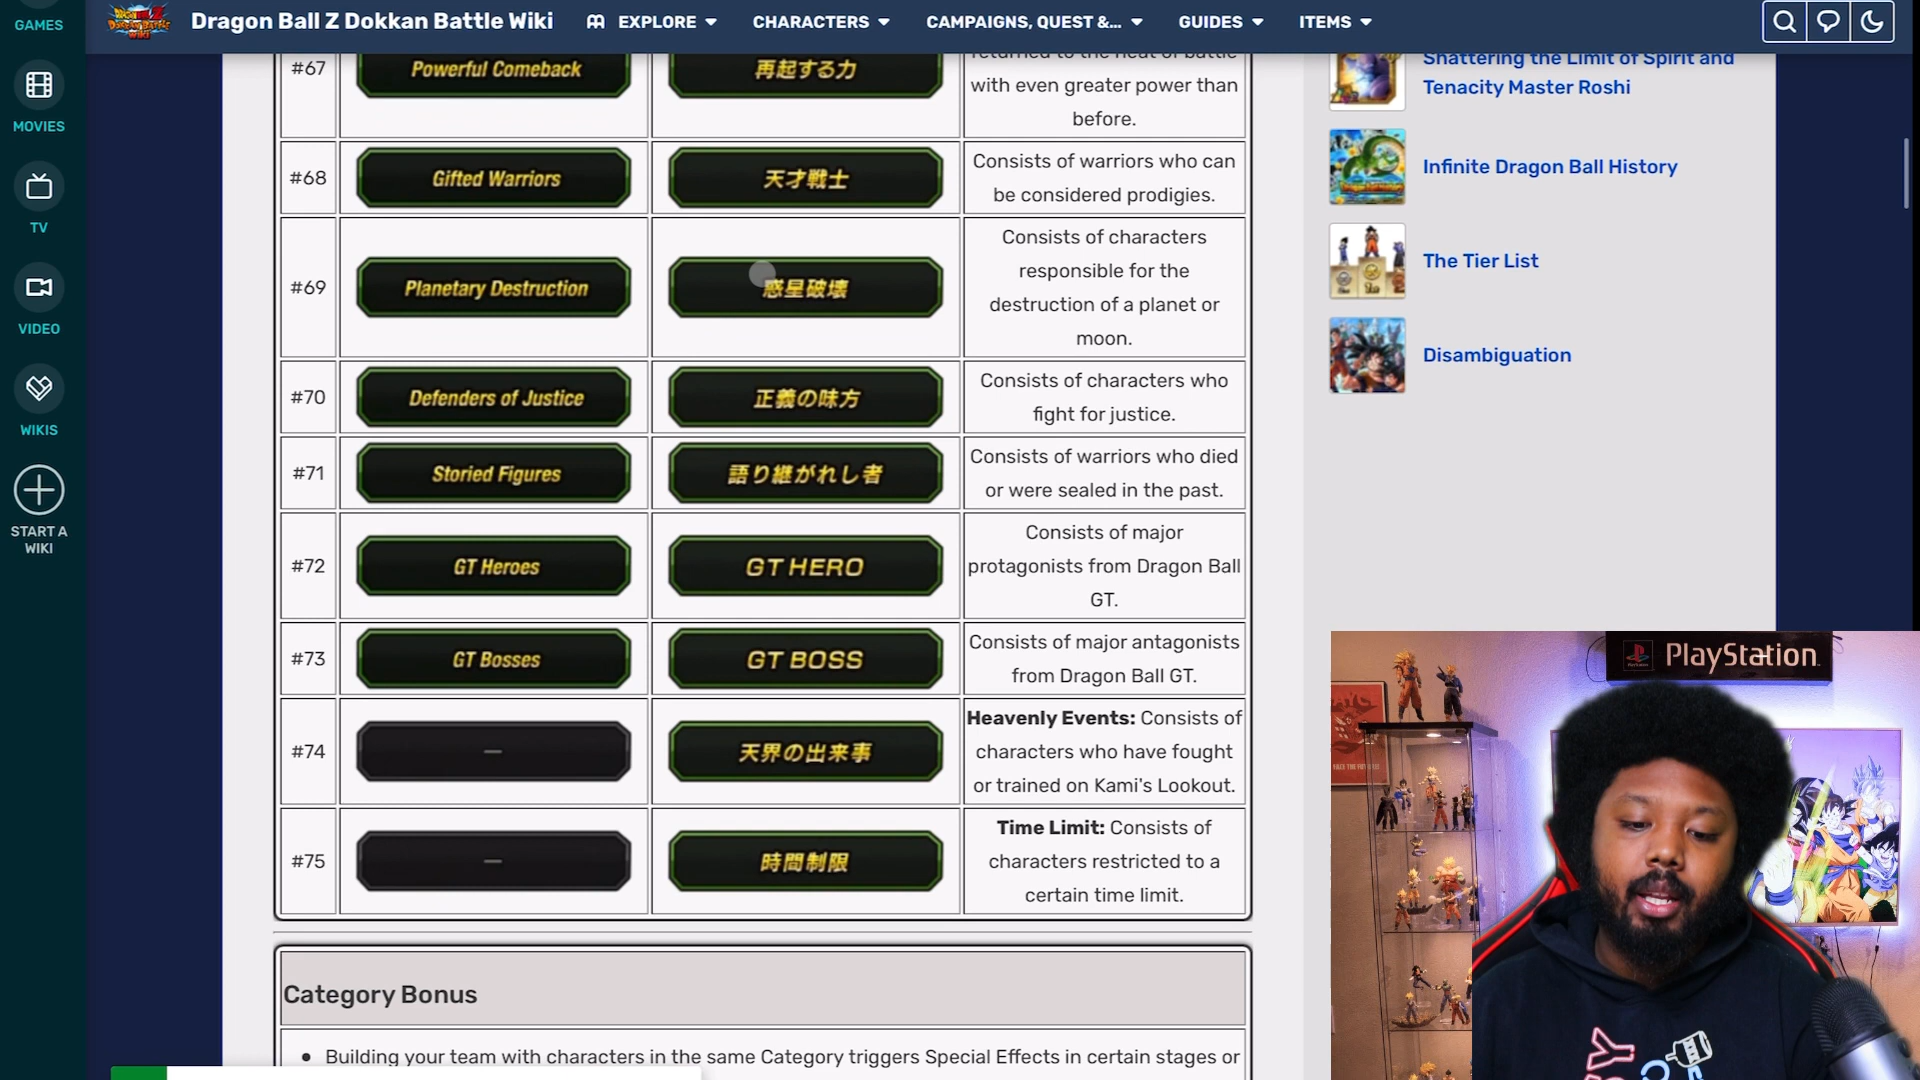 GAMES
MOVIES
TV
VIDEO
WIKIS
START A
WIKI
Dragon Ball Z Dokkan Battle Wiki
EXPLORE
CHARACTERS
CAMPAIGNS, QUEST &...
GUIDES
ITEMS
#67
Powerful Comeback
再起する力
returned to the heat of battle
with even greater power than
before.
#68
Gifted Warriors
天才戦士
Consists of warriors who can
be considered prodigies.
#69
Planetary Destruction
惑星破壊
Consists of characters
responsible for the
destruction of a planet or
moon.
#70
Defenders of Justice
正義の味方
Consists of characters who
fight for justice.
#71
Storied Figures
語り継がれし者
Consists of warriors who died
or were sealed in the past.
#72
GT Heroes
GT HERO
Consists of major
protagonists from Dragon Ball
GT.
#73
GT Bosses
GT BOSS
Consists of major antagonists
from Dragon Ball GT.
#74
—
天界の出来事
Heavenly Events: Consists of
characters who have fought
or trained on Kami's Lookout.
#75
—
時間制限
Time Limit: Consists of
characters restricted to a
certain time limit.
Category Bonus
• Building your team with characters in the same Category triggers Special Effects in certain stages or
Shattering the Limit of Spirit and
Tenacity Master Roshi
Infinite Dragon Ball History
The Tier List
Disambiguation
PlayStation